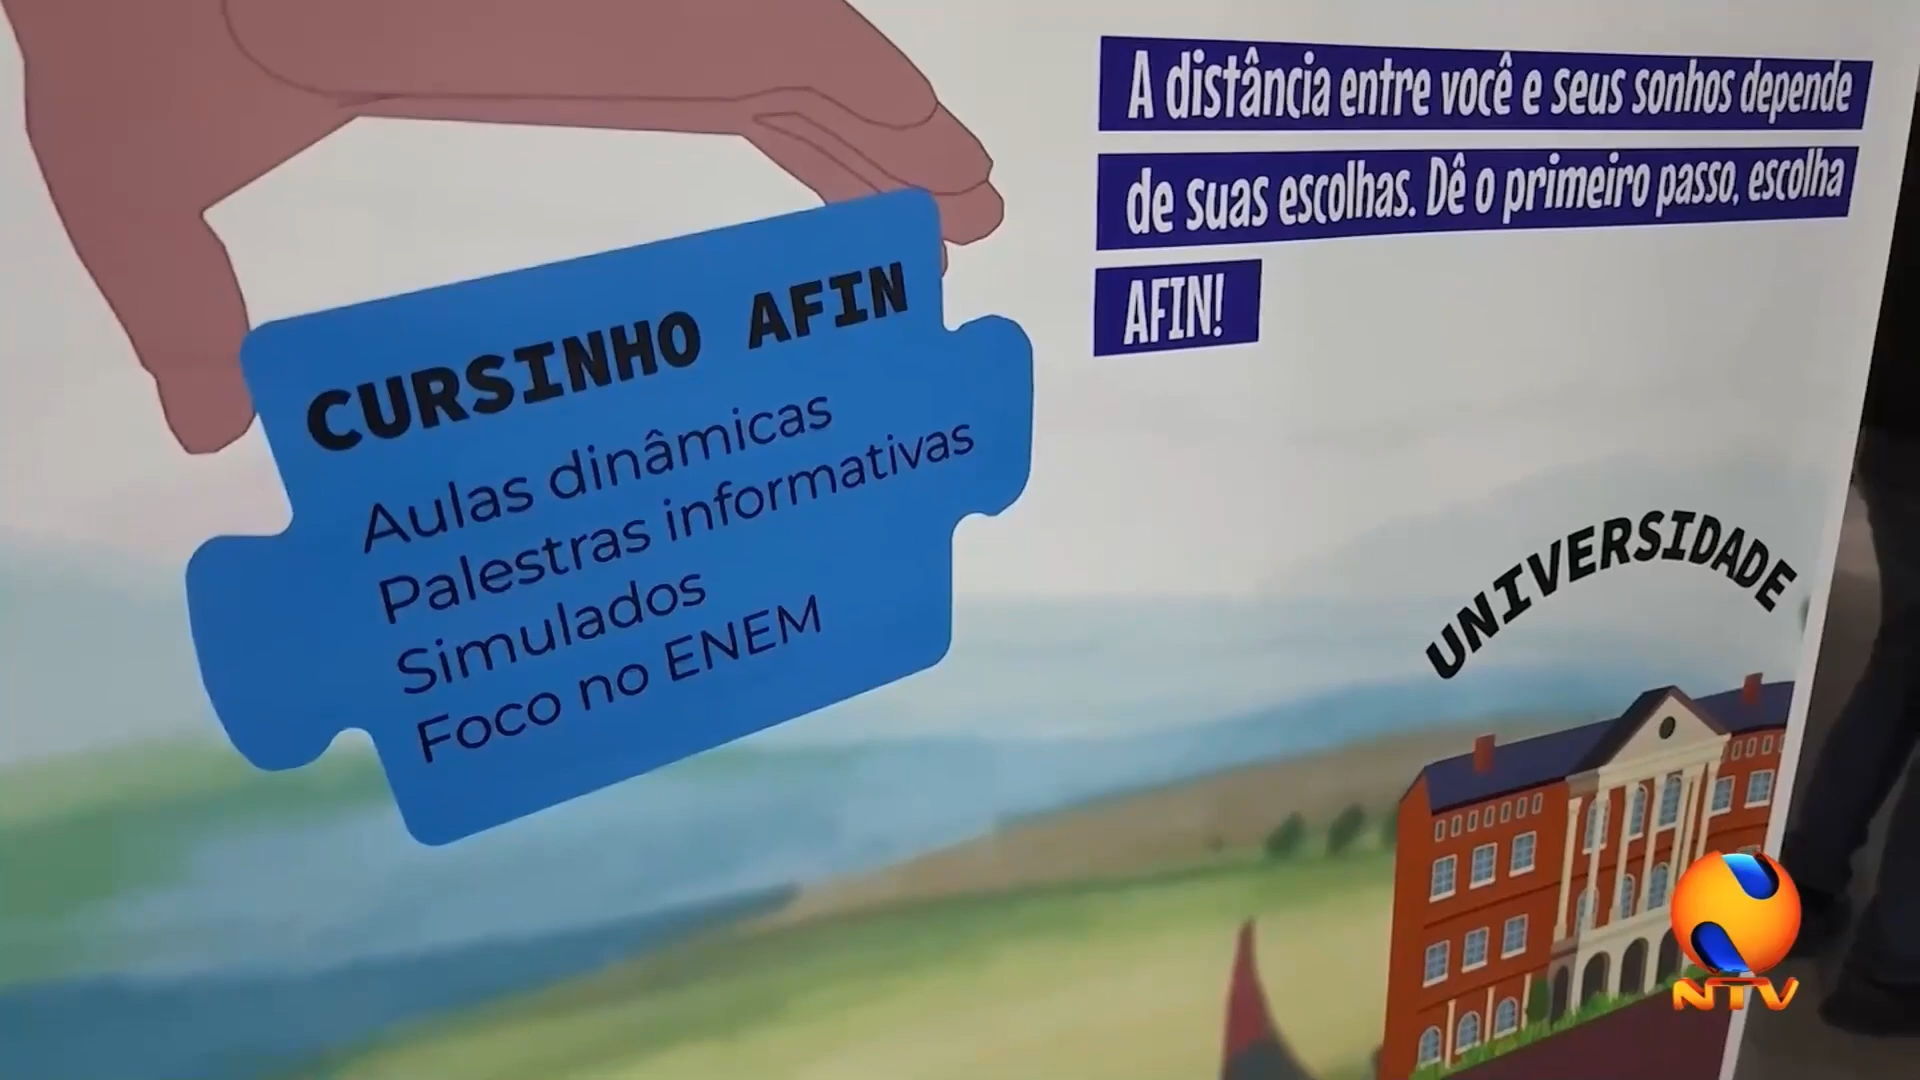 A distância entre você e seus sonhos depende
de suas escolhas. Dê o primeiro passo, escolha
AFIN!
CURSINHO AFIN
Aulas dinâmicas
Palestras informativas
Simulados
Foco no ENEM
UNIVERSIDADE
NTV